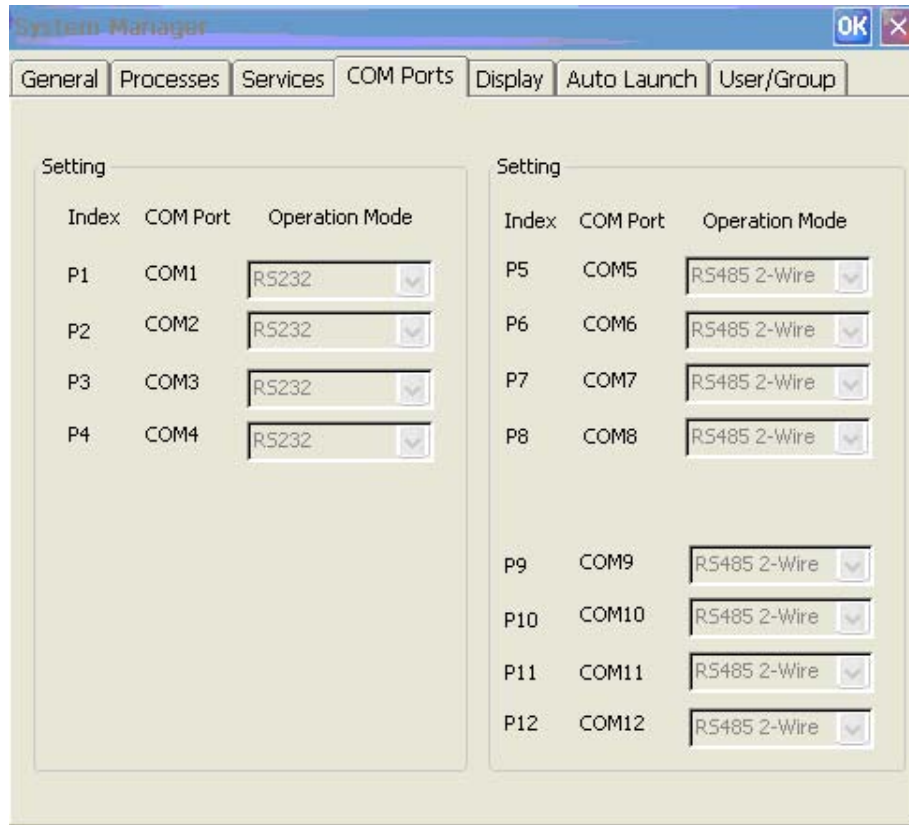 System Manager OK
General Processes Services COM Ports Display Auto Launch User/Group
Setting
Index COM Port Operation Mode
P1 COM1 RS232
P2 COM2 RS232
P3 COM3 RS232
P4 COM4 RS232
Setting
Index COM Port Operation Mode
P5 COM5 RS485 2-Wire
P6 COM6 RS485 2-Wire
P7 COM7 RS485 2-Wire
P8 COM8 RS485 2-Wire
P9 COM9 RS485 2-Wire
P10 COM10 RS485 2-Wire
P11 COM11 RS485 2-Wire
P12 COM12 RS485 2-Wire